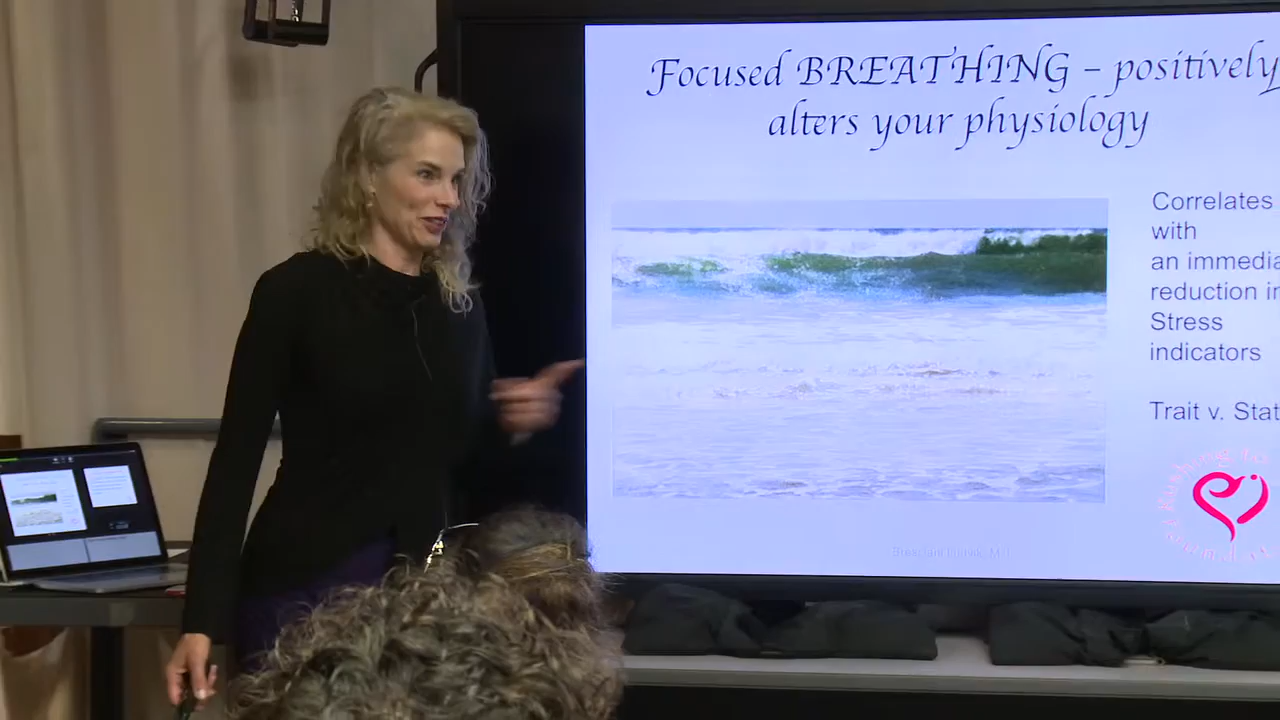 Focused BREATHING – positively
alters your physiology
Correlates
with
an immedia
reduction in
Stress
indicators
Trait v. Stat